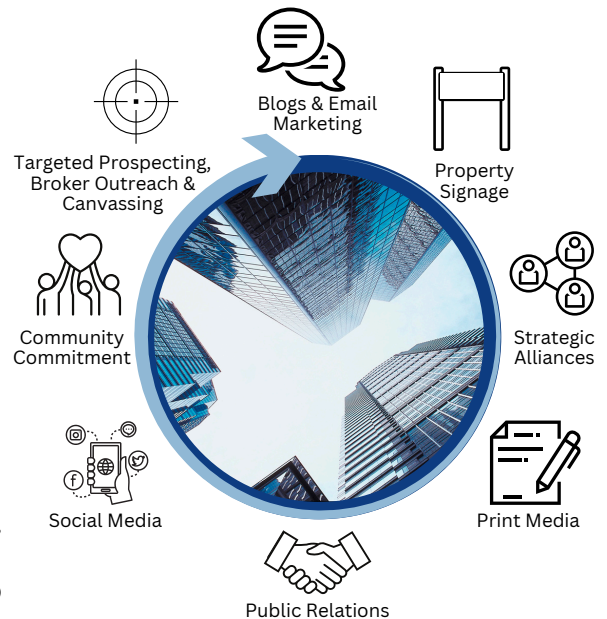 Blogs & Email
Marketing
Property
Signage
Strategic
Alliances
Print Media
Public Relations
Social Media
Community
Commitment
Targeted Prospecting,
Broker Outreach &
Canvassing